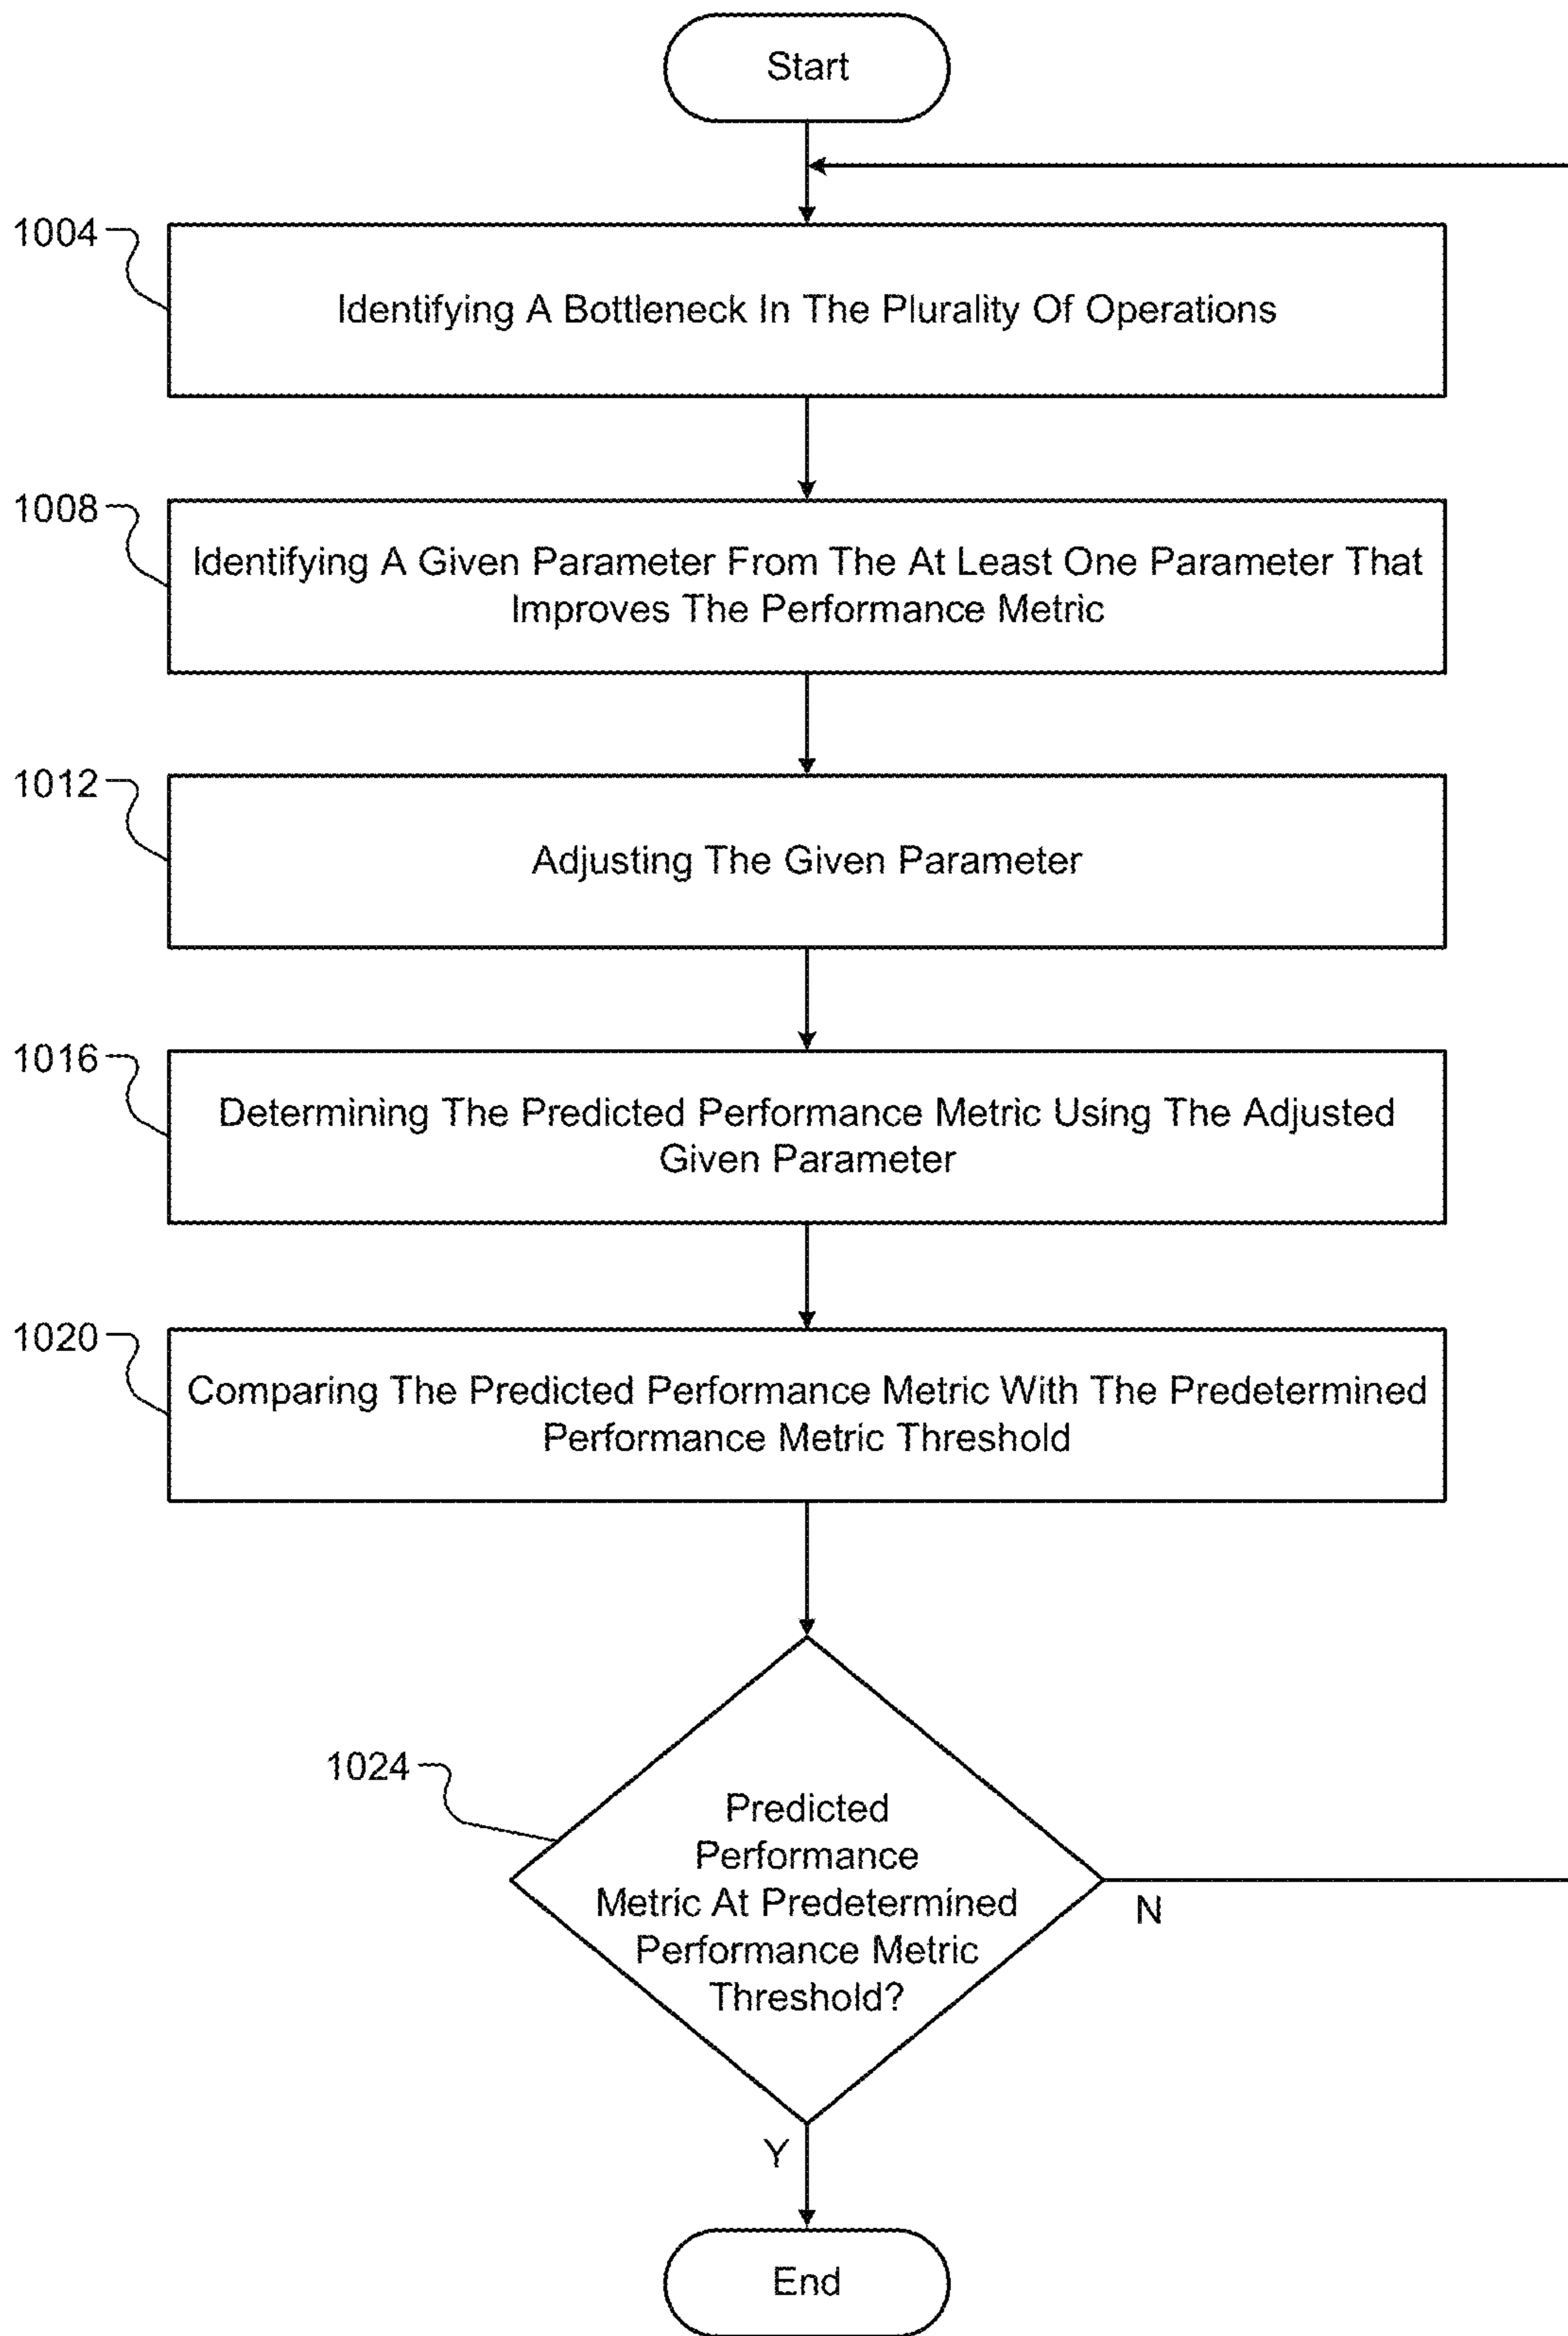 Start
1004
Identifying A Bottleneck In The Plurality Of Operations
1008
Identifying A Given Parameter From The At Least One Parameter That
Improves The Performance Metric
1012
Adjusting The Given Parameter
1016
Determining The Predicted Performance Metric Using The Adjusted
Given Parameter
1020
Comparing The Predicted Performance Metric With The Predetermined
Performance Metric Threshold
1024
Predicted
Performance
Metric At Predetermined
Performance Metric
Threshold?
N
Y
End